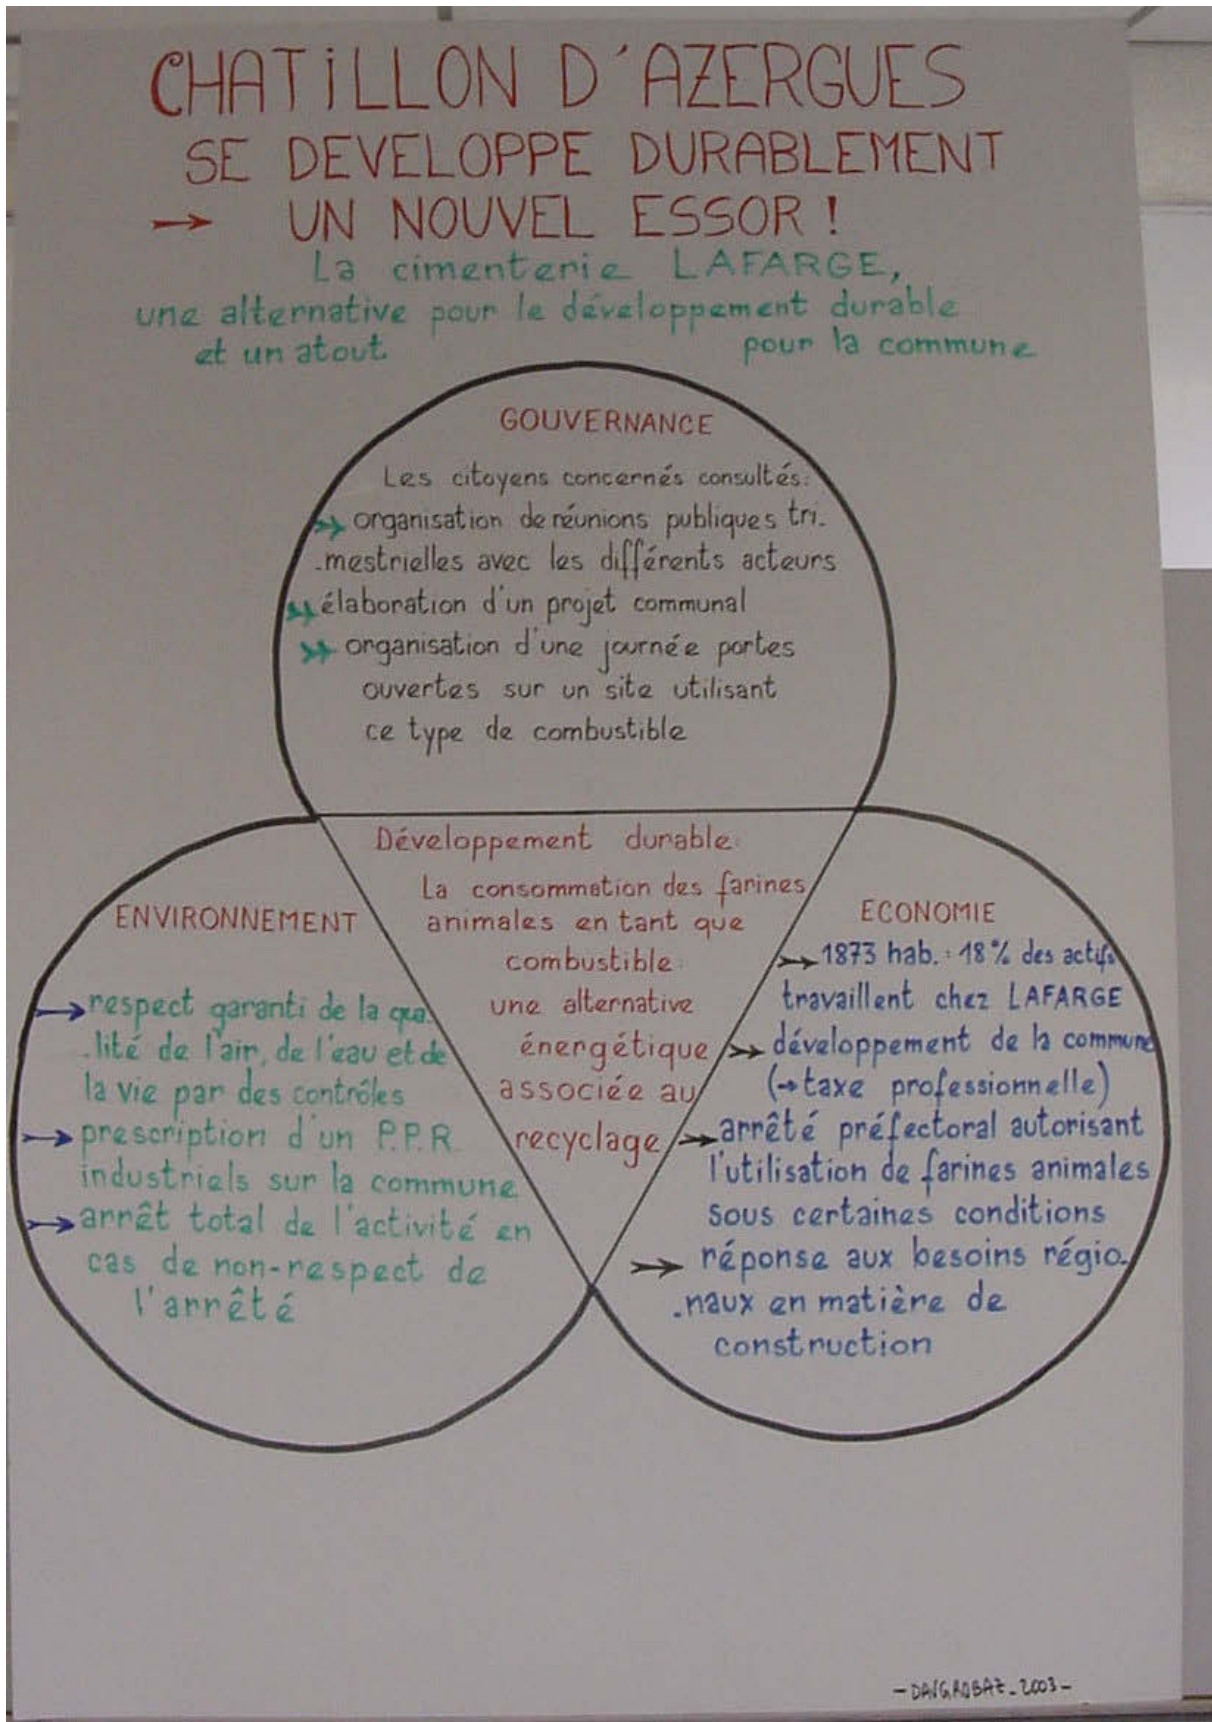 CHATiLLON D'AZERGUES
SE DEVELOPPE DURABLEMENT
→ UN NOUVEL ESSOR !
La cimenterie LAFARGE,
une alternative pour le développement durable
et un atout pour la commune
GOUVERNANCE
Les citoyens concernés consultés:
organisation de réunions publiques tri-
-mestrielles avec les différents acteurs
élaboration d'un projet communal
organisation d'une journée portes
ouvertes sur un site utilisant
ce type de combustible
Développement durable:
La consommation des farines
animales en tant que
combustible:
une alternative
énergétique
associée au
recyclage
ENVIRONNEMENT
→ respect garanti de la qua-
-lité de l'air, de l'eau et de
la vie par des contrôles
→ prescription d'un P.P.R.
industriels sur la commune
→ arrêt total de l'activité en
cas de non-respect de
l'arrêté
ECONOMIE
→ 1873 hab. : 18% des actifs
travaillent chez LAFARGE
→ développement de la commune
(→ taxe professionnelle)
→ arrêté préfectoral autorisant
l'utilisation de farines animales
sous certaines conditions
→ réponse aux besoins régio-
-naux en matière de
construction
2003